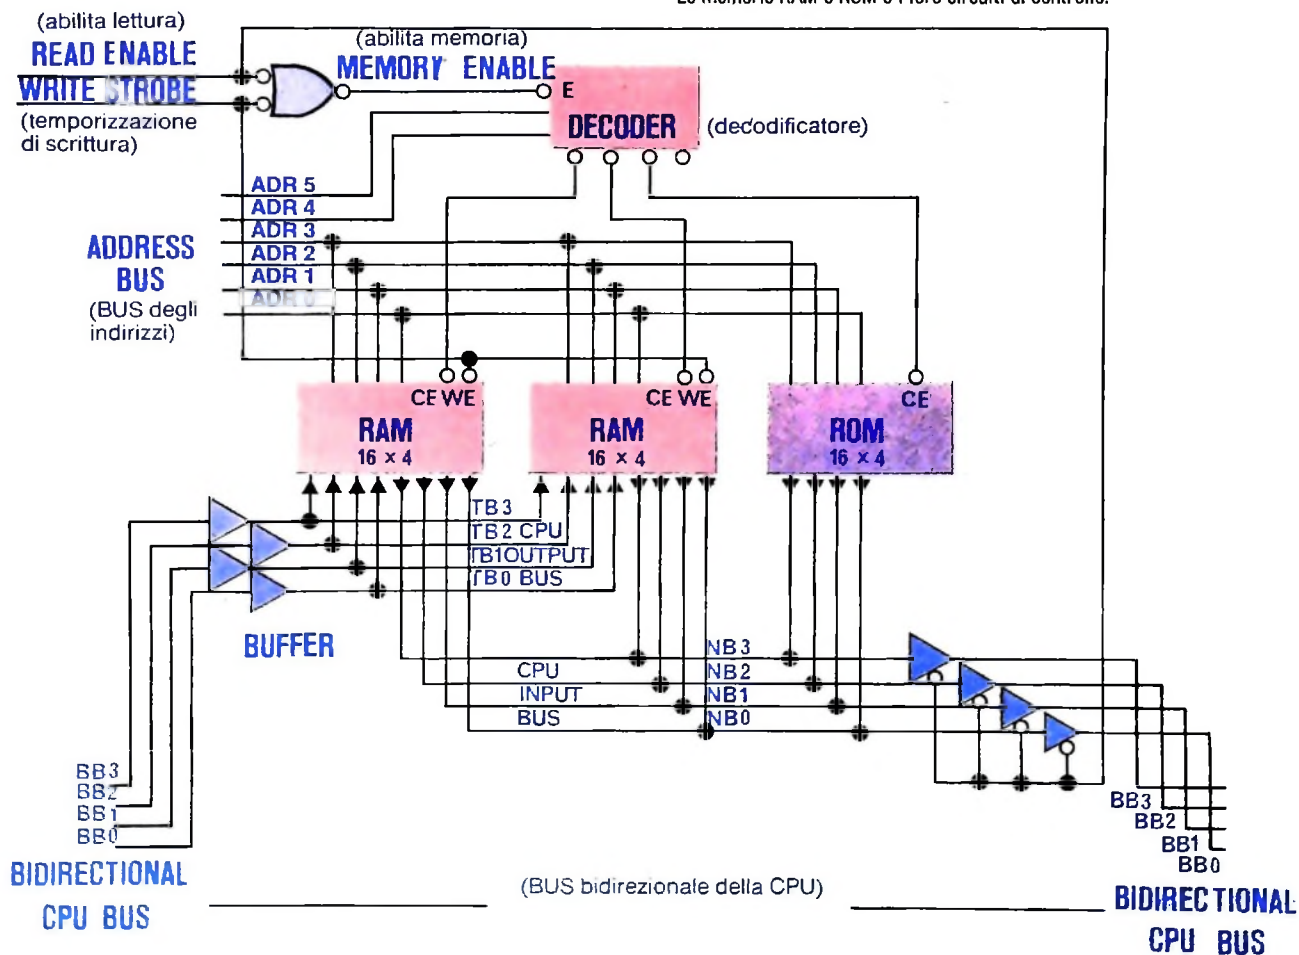 (abilita lettura)
READ ENABLE
WRITE STROBE
(temporizzazione
di scrittura)
(abilita memoria)
MEMORY ENABLE
E
DECODER
(decodificatore)
ADR 5
ADR 4
ADR 3
ADR 2
ADR 1
ADR 0
ADDRESS
BUS
(BUS degli
indirizzi)
CE WE
RAM
16 × 4
CE WE
RAM
16 × 4
CE
ROM
16 × 4
TB3
TB2 CPU
TB1 OUTPUT
TB0 BUS
BUFFER
CPU
INPUT
BUS
NB3
NB2
NB1
NB0
BB3
BB2
BB1
BB0
BIDIRECTIONAL
CPU BUS
(BUS bidirezionale della CPU)
BB3
BB2
BB1
BB0
BIDIRECTIONAL
CPU BUS